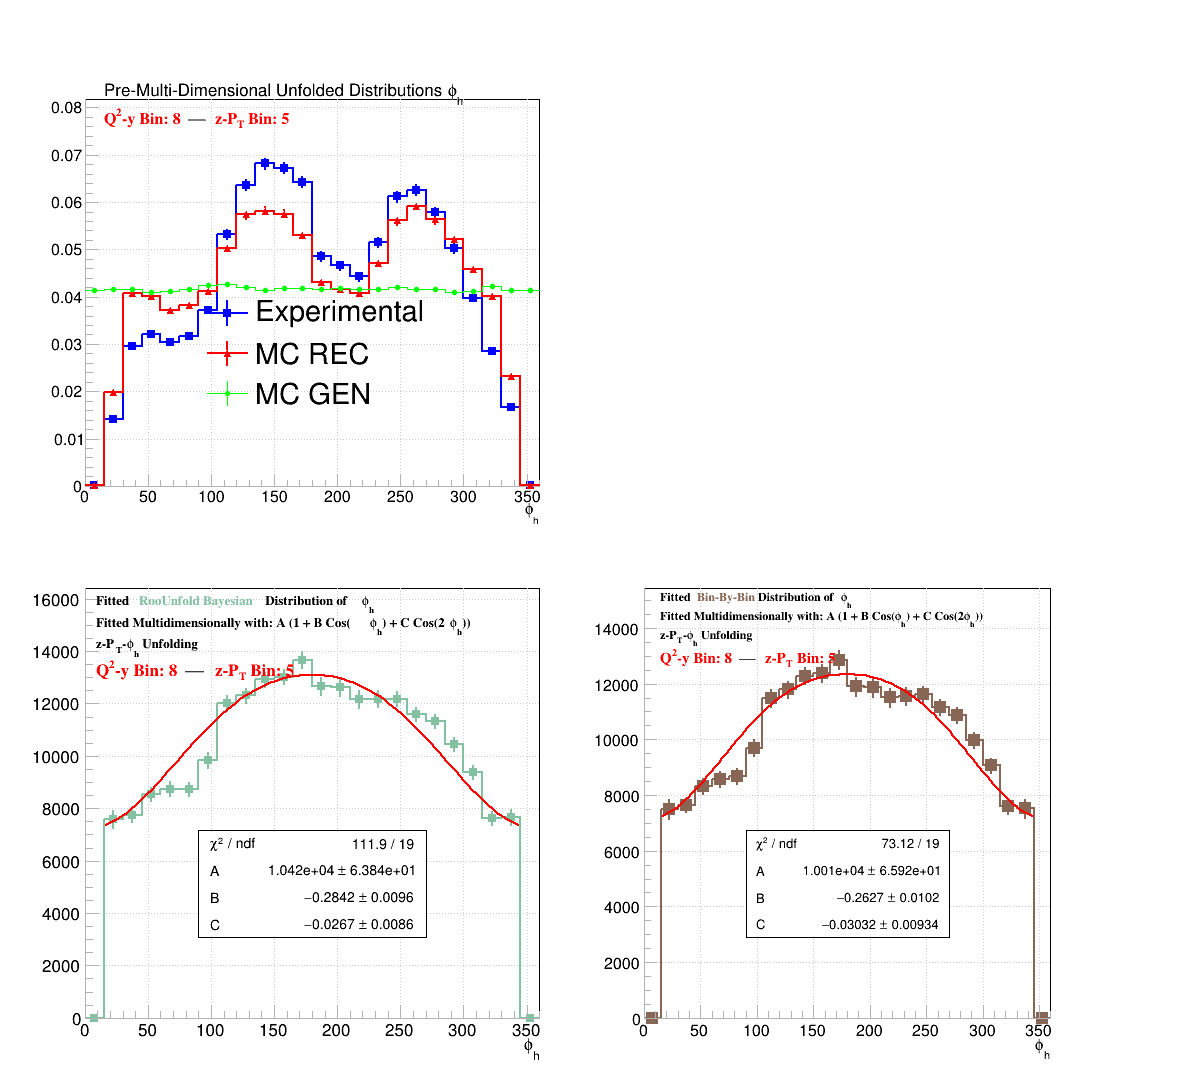 Pre-Multi-Dimensional Unfolded Distributions ϕh
Q2-y Bin: 8 — z-PT Bin: 5
0.08
0.07
0.06
0.05
0.04
0.03
0.02
0.01
0
Experimental
MC REC
MC GEN
0 50 100 150 200 250 300 350
ϕh
Fitted RooUnfold Bayesian Distribution of ϕh
Fitted Multidimensionally with: A (1 + B Cos( ϕh) + C Cos(2 ϕh))
z-PT-ϕh Unfolding
Q2-y Bin: 8 — z-PT Bin: 5
16000
14000
12000
10000
8000
6000
4000
2000
0
χ2 / ndf 111.9 / 19
A 1.042e+04 ± 6.384e+01
B −0.2842 ± 0.0096
C −0.0267 ± 0.0086
0 50 100 150 200 250 300 350
ϕh
Fitted Bin-By-Bin Distribution of ϕh
Fitted Multidimensionally with: A (1 + B Cos(ϕh) + C Cos(2ϕh))
z-PT-ϕh Unfolding
Q2-y Bin: 8 — z-PT Bin: 5
14000
12000
10000
8000
6000
4000
2000
0
χ2 / ndf 73.12 / 19
A 1.001e+04 ± 6.592e+01
B −0.2627 ± 0.0102
C −0.03032 ± 0.00934
0 50 100 150 200 250 300 350
ϕh